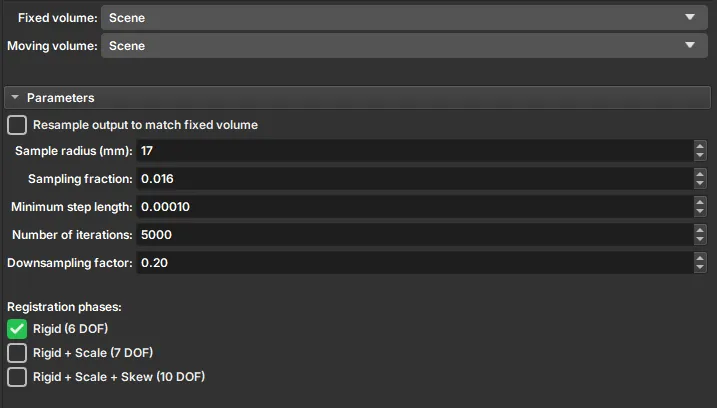 Fixed volume: Scene
Moving volume: Scene
Parameters
Resample output to match fixed volume
Sample radius (mm): 17
Sampling fraction: 0.016
Minimum step length: 0.00010
Number of iterations: 5000
Downsampling factor: 0.20
Registration phases:
Rigid (6 DOF)
Rigid + Scale (7 DOF)
Rigid + Scale + Skew (10 DOF)